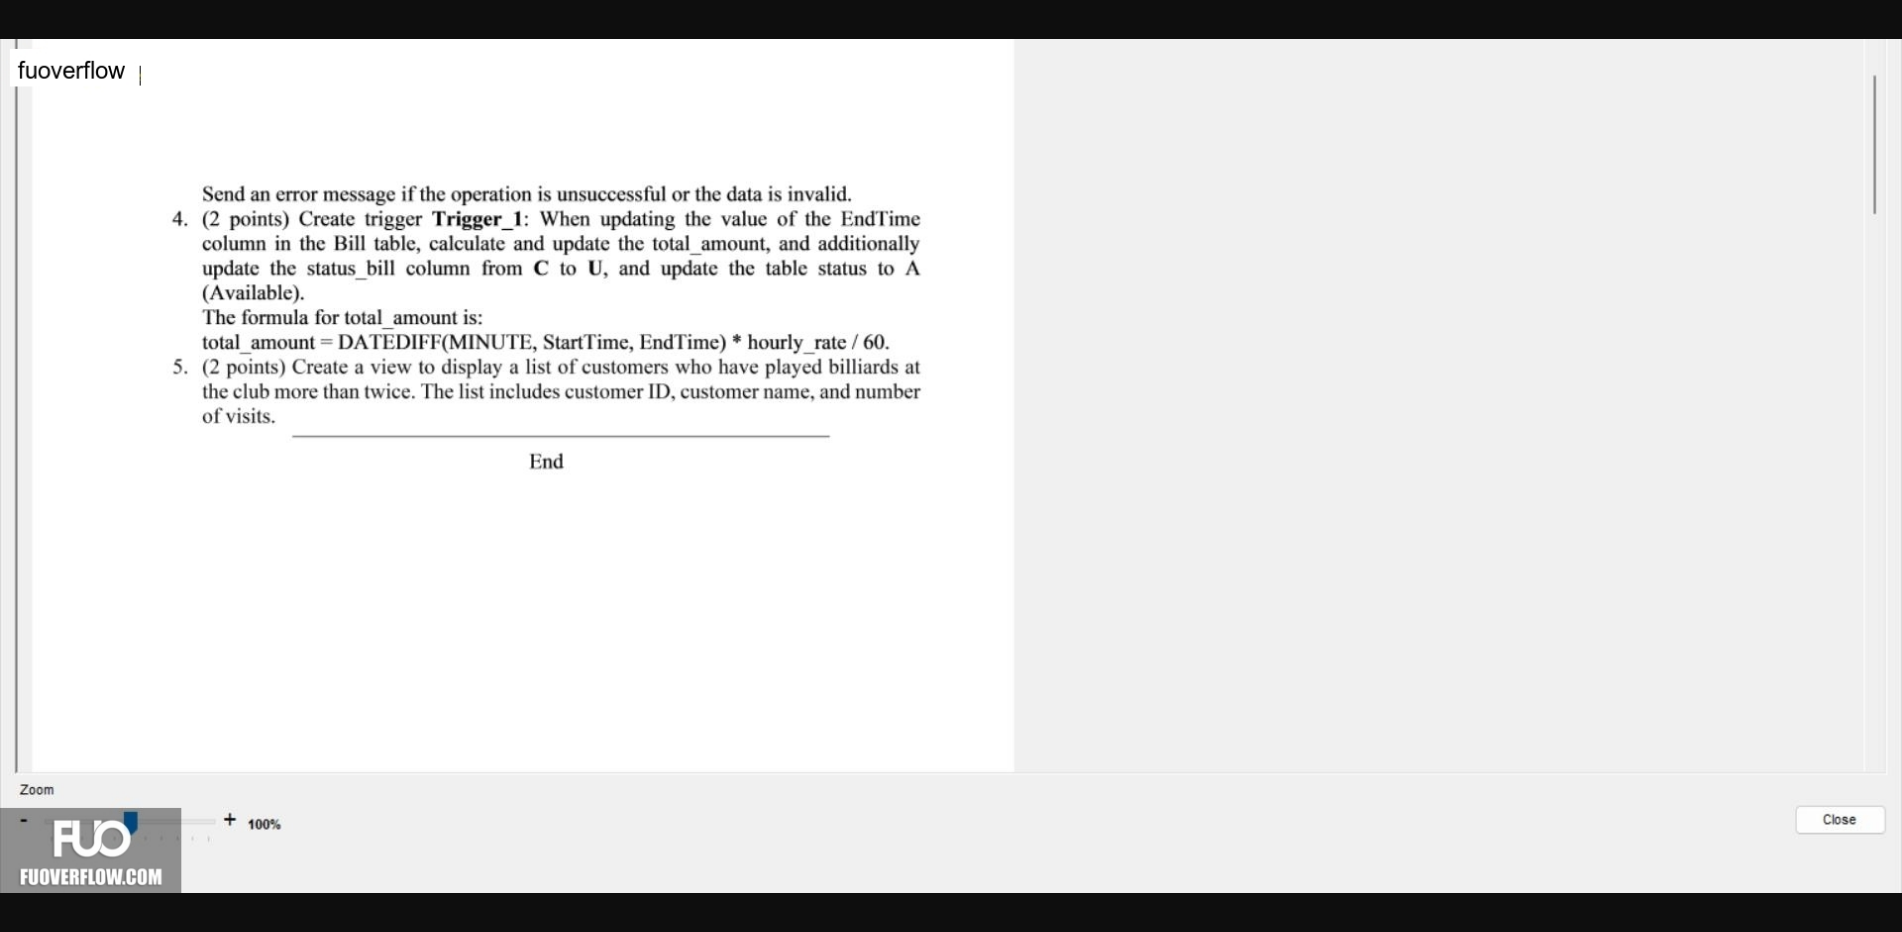 fuoverflow
Send an error message if the operation is unsuccessful or the data is invalid.
4. (2 points) Create trigger Trigger_1: When updating the value of the EndTime
column in the Bill table, calculate and update the total_amount, and additionally
update the status_bill column from C to U, and update the table status to A
(Available).
The formula for total_amount is:
total_amount = DATEDIFF(MINUTE, StartTime, EndTime) * hourly_rate / 60.
5. (2 points) Create a view to display a list of customers who have played billiards at
the club more than twice. The list includes customer ID, customer name, and number
of visits.
End
Zoom
- + 100%
Close
FUO
FUOVERFLOW.COM